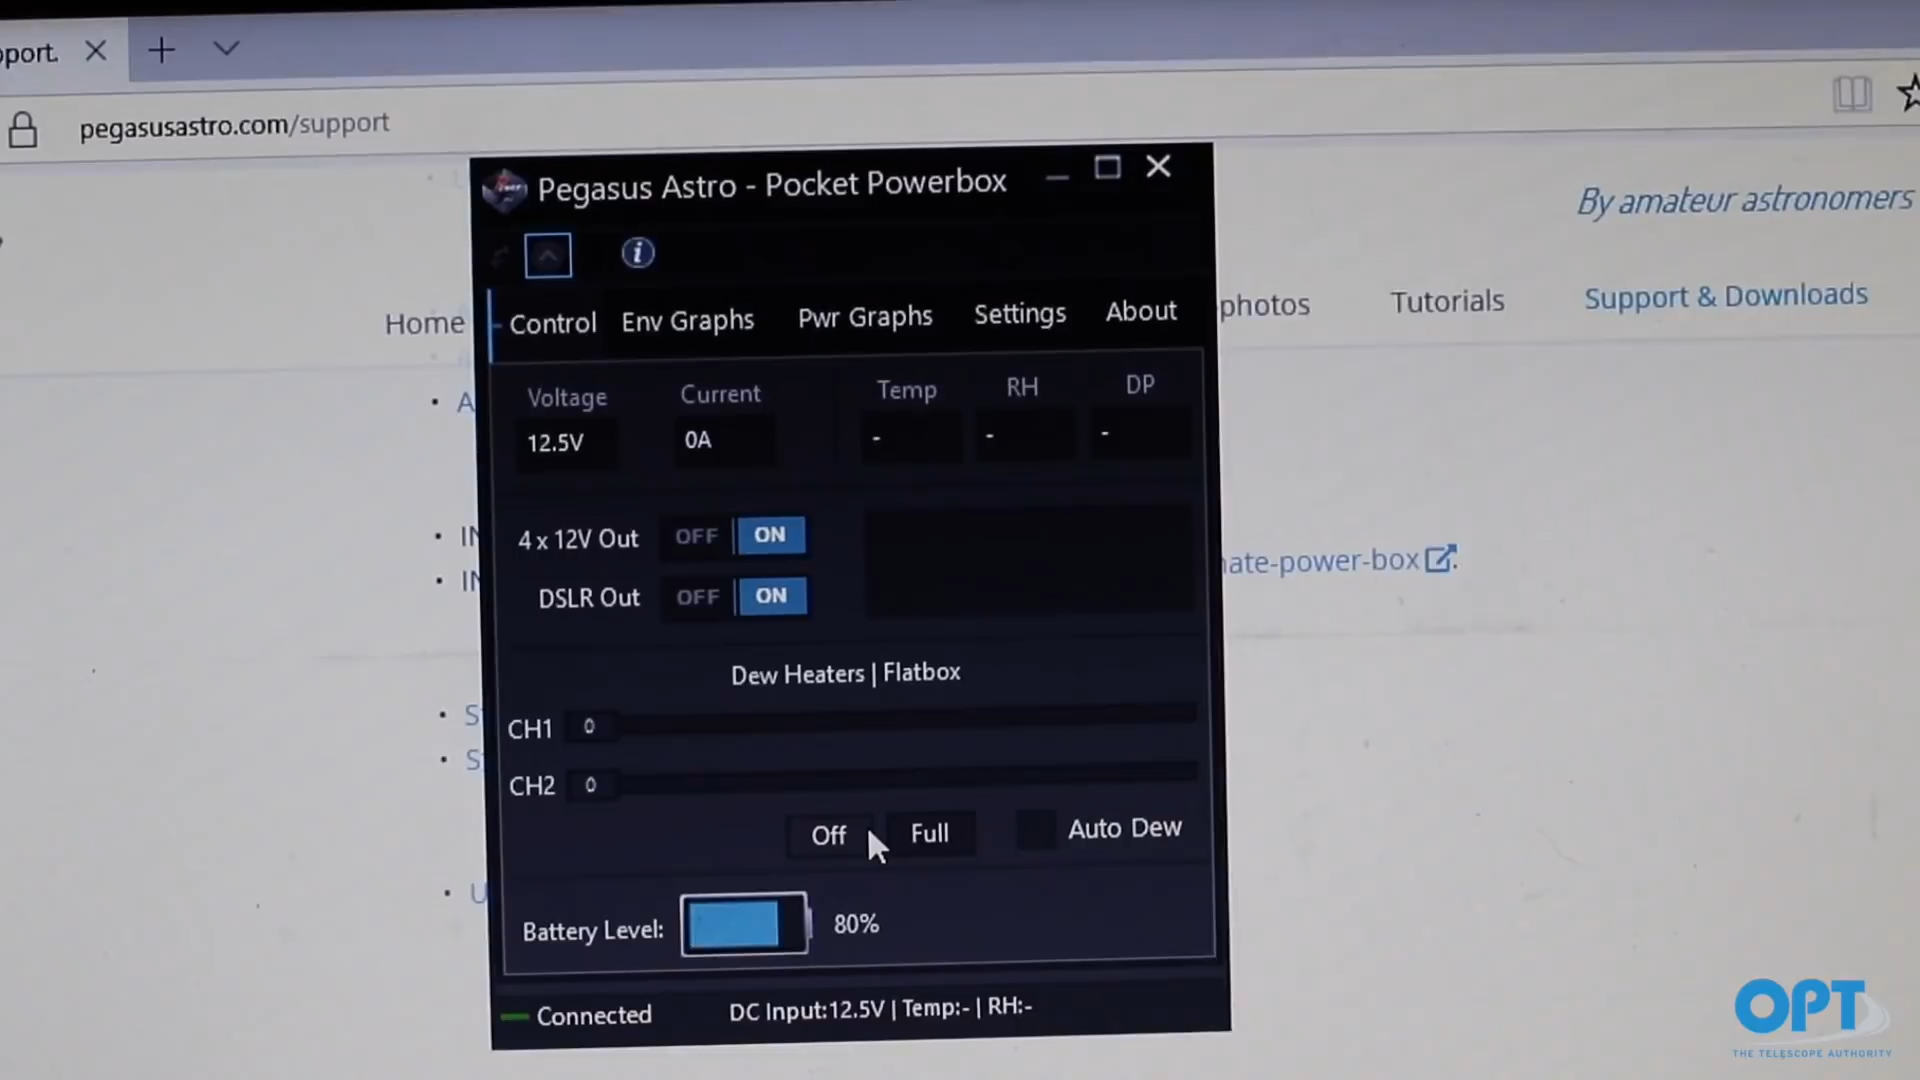 pport.
pegasusastro.com/support
Pegasus Astro - Pocket Powerbox
By amateur astronomers
i
Home
photos
Tutorials
Support & Downloads
Control
Env Graphs
Pwr Graphs
Settings
About
Voltage
Current
Temp
RH
DP
12.5V
0A
-
-
-
4 x 12V Out
OFF
ON
DSLR Out
OFF
ON
nate-power-box
Dew Heaters | Flatbox
CH1
0
CH2
0
Off
Full
Auto Dew
Battery Level:
80%
Connected
DC Input:12.5V | Temp:- | RH:-
OPT
THE TELESCOPE AUTHORITY